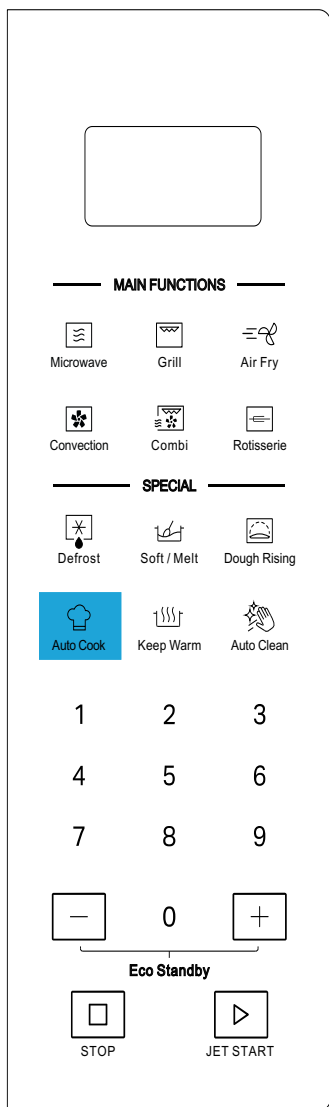 MAIN FUNCTIONS
Microwave Grill Air Fry
Convection Combi Rotisserie
SPECIAL
Defrost Soft / Melt Dough Rising
Auto Cook Keep Warm Auto Clean
1 2 3
4 5 6
7 8 9
0
Eco Standby
STOP JET START